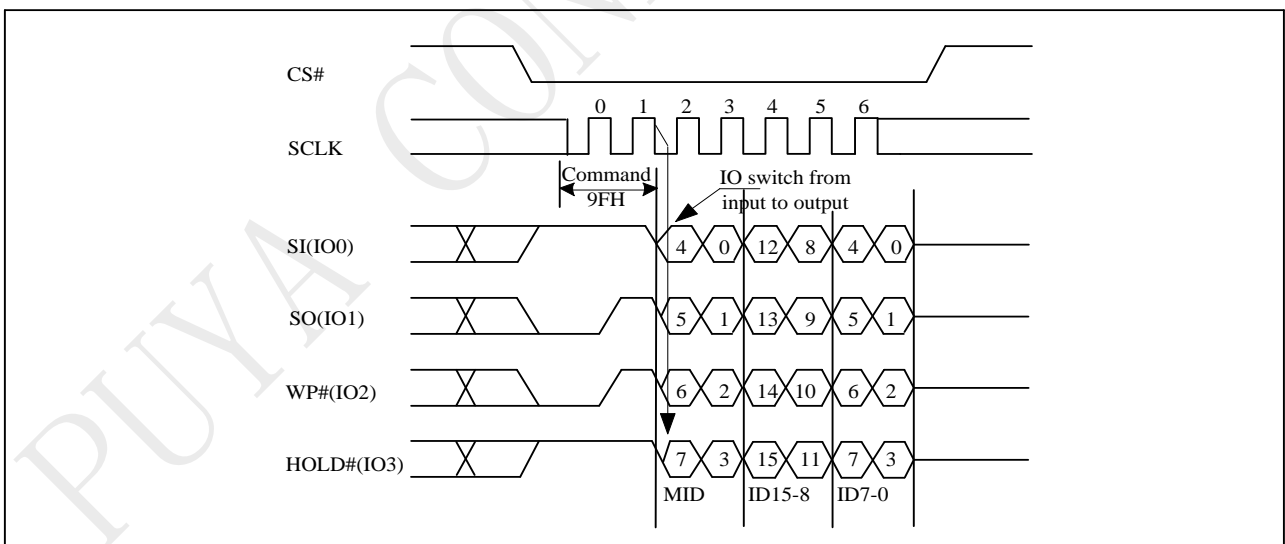 CS#
0 1 2 3 4 5 6
SCLK
Command
9FH
IO switch from
input to output
SI(IO0) 4 0 12 8 4 0
SO(IO1) 5 1 13 9 5 1
WP#(IO2) 6 2 14 10 6 2
HOLD#(IO3) 7 3 15 11 7 3
MID ID15-8 ID7-0
PUYA CON